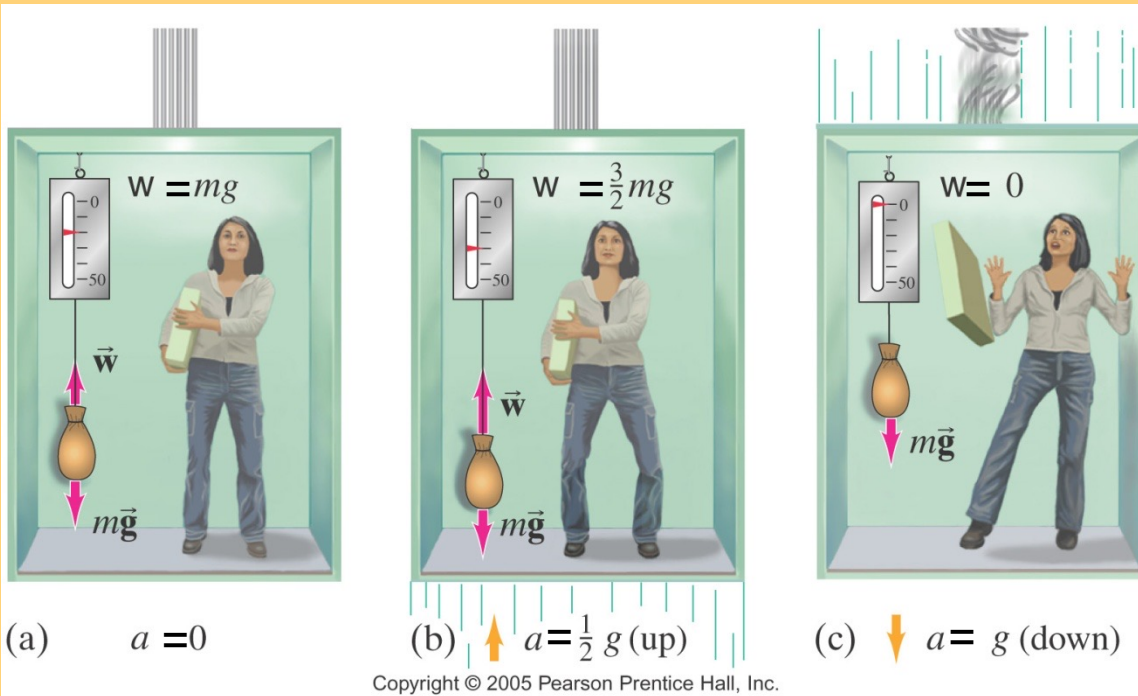 W = mg
0
50
w⃗
mg⃗
(a) a = 0
W = 3/2 mg
0
50
w⃗
mg⃗
(b) a = 1/2 g (up)
W = 0
0
50
mg⃗
(c) a = g (down)
Copyright © 2005 Pearson Prentice Hall, Inc.